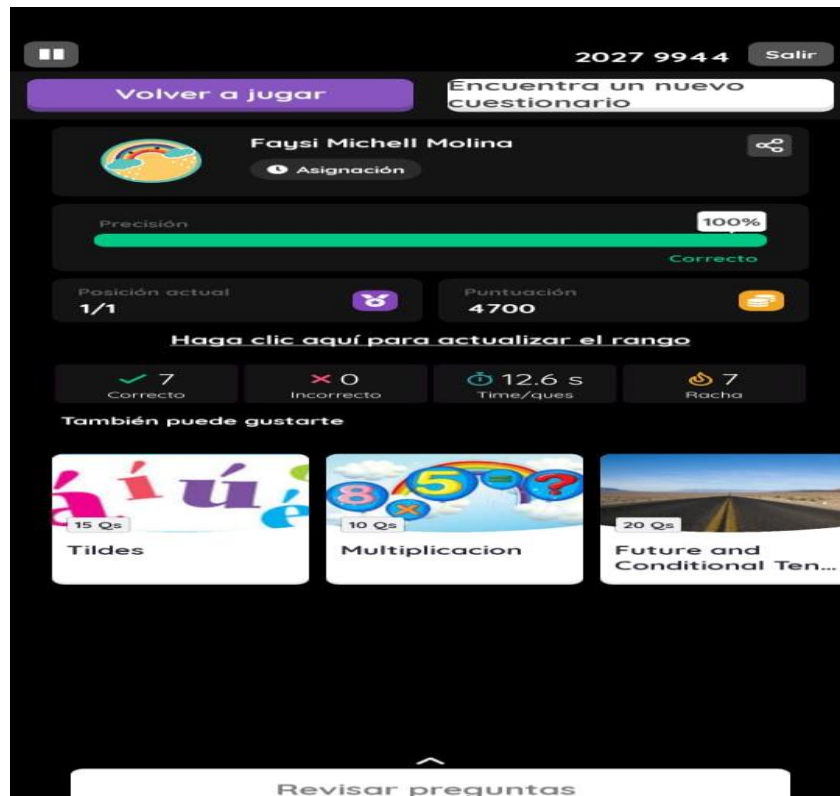 2027 9944 Salir
Volver a jugar
Encuentra un nuevo
cuestionario
Faysi Michell Molina
Asignación
Precisión
100%
Correcto
Posición actual
1/1
Puntuación
4700
Haga clic aquí para actualizar el rango
7
Correcto
0
Incorrecto
12.6 s
Time/ques
7
Racha
También puede gustarte
á í ú é
15 Qs
Tildes
8 × 5 = ?
10 Qs
Multiplicacion
20 Qs
Future and
Conditional Ten...
Revisar preguntas